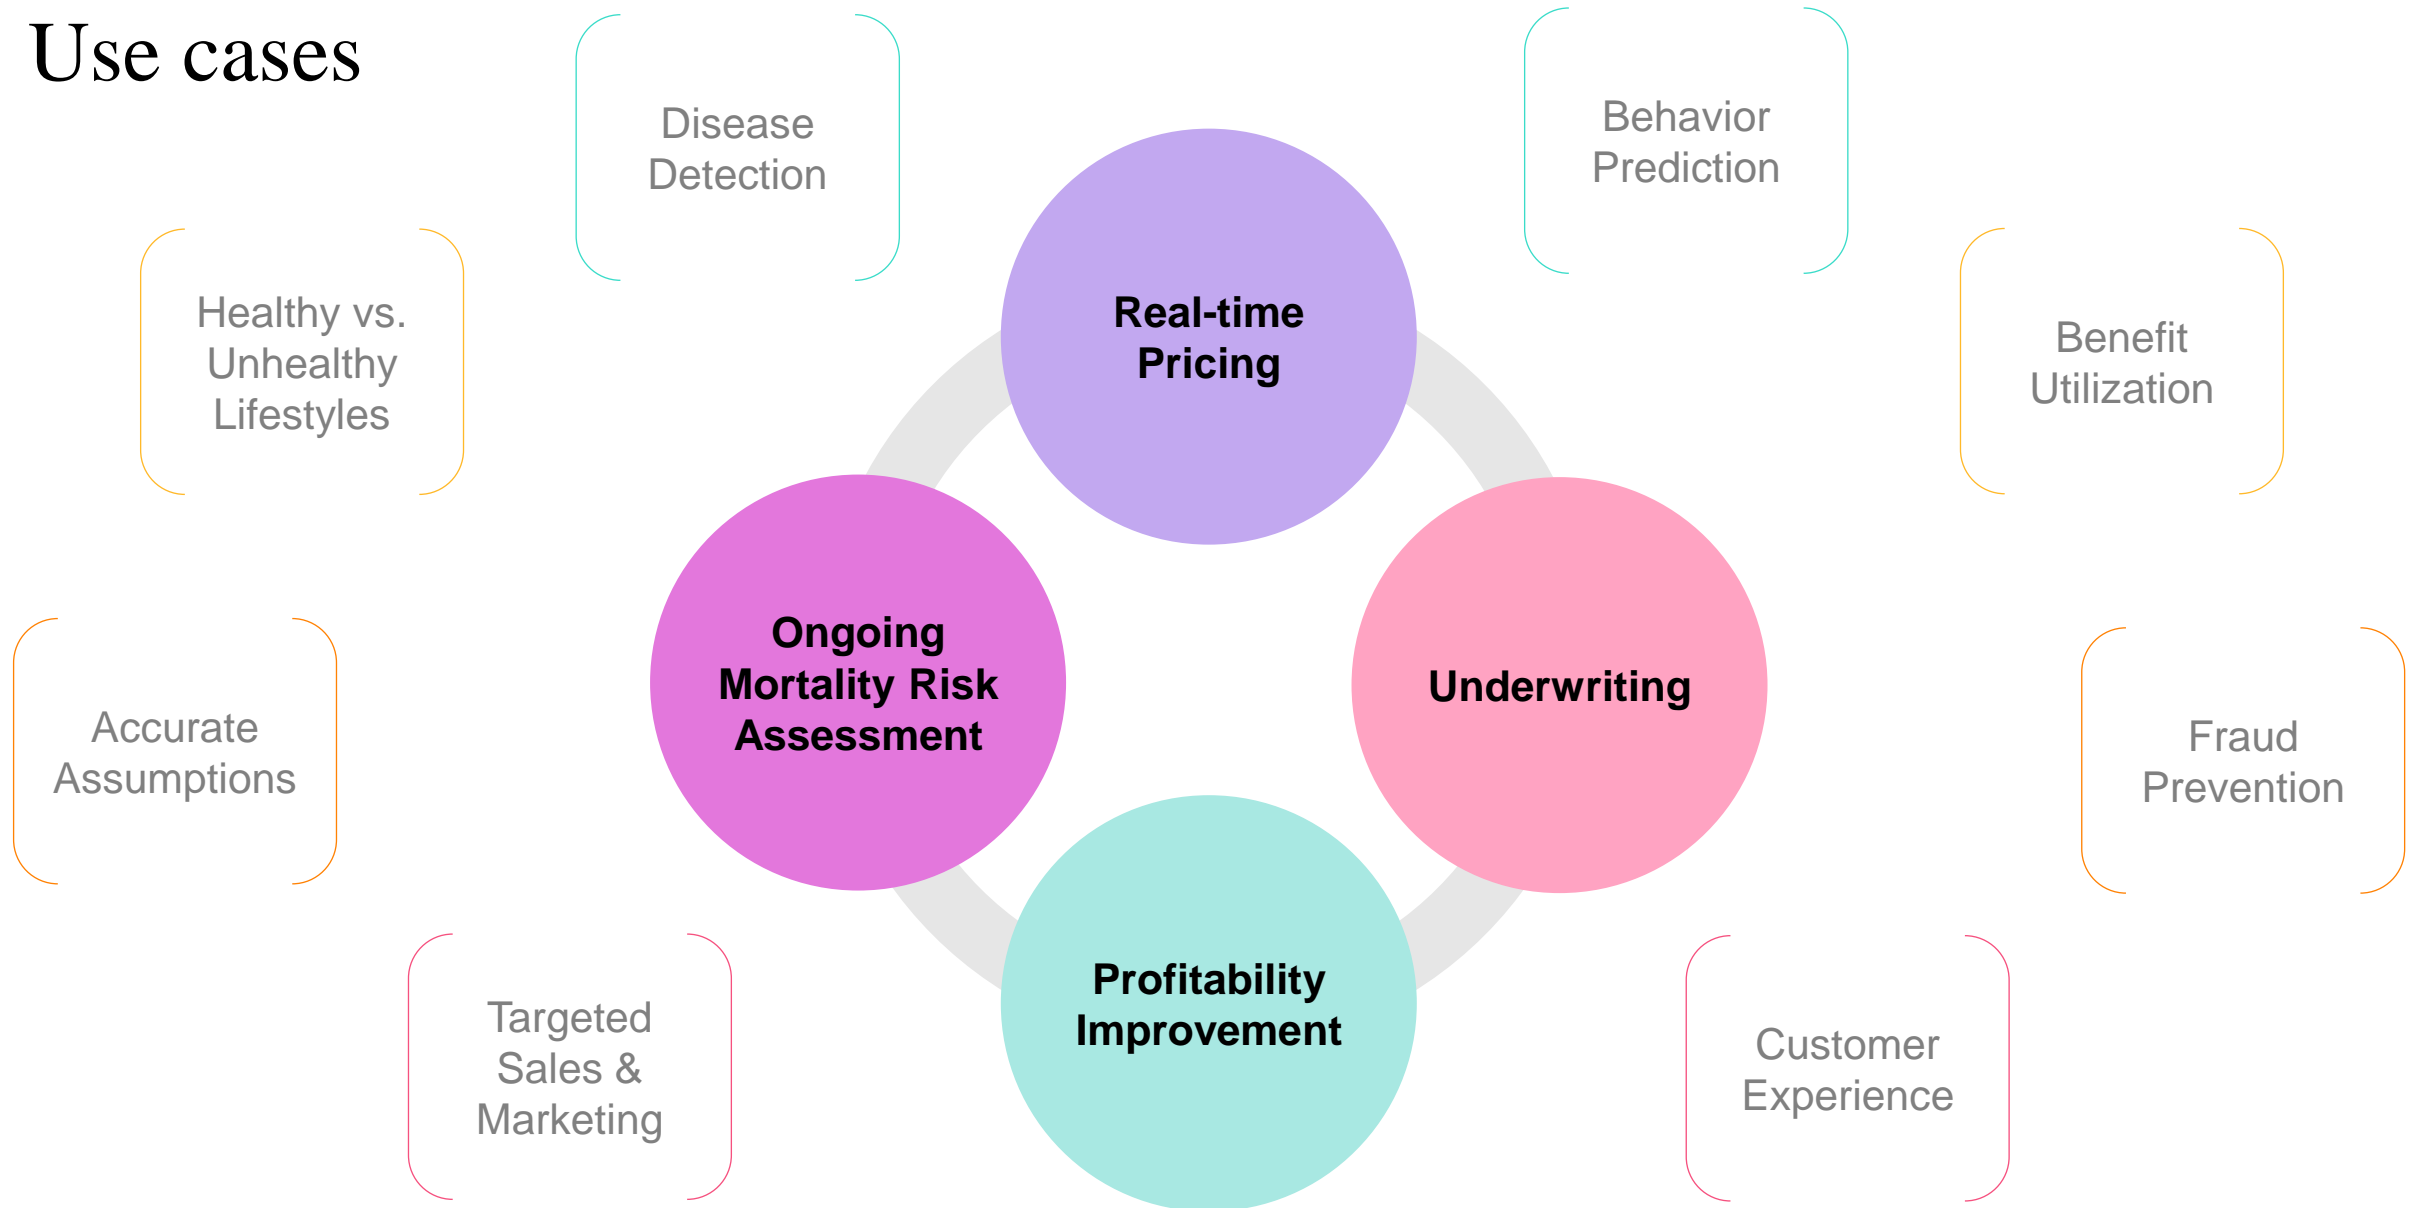 Use cases
Disease
Detection
Behavior
Prediction
Healthy vs.
Unhealthy
Lifestyles
Real-time
Pricing
Benefit
Utilization
Ongoing
Mortality Risk
Assessment
Underwriting
Accurate
Assumptions
Fraud
Prevention
Profitability
Improvement
Targeted
Sales &
Marketing
Customer
Experience